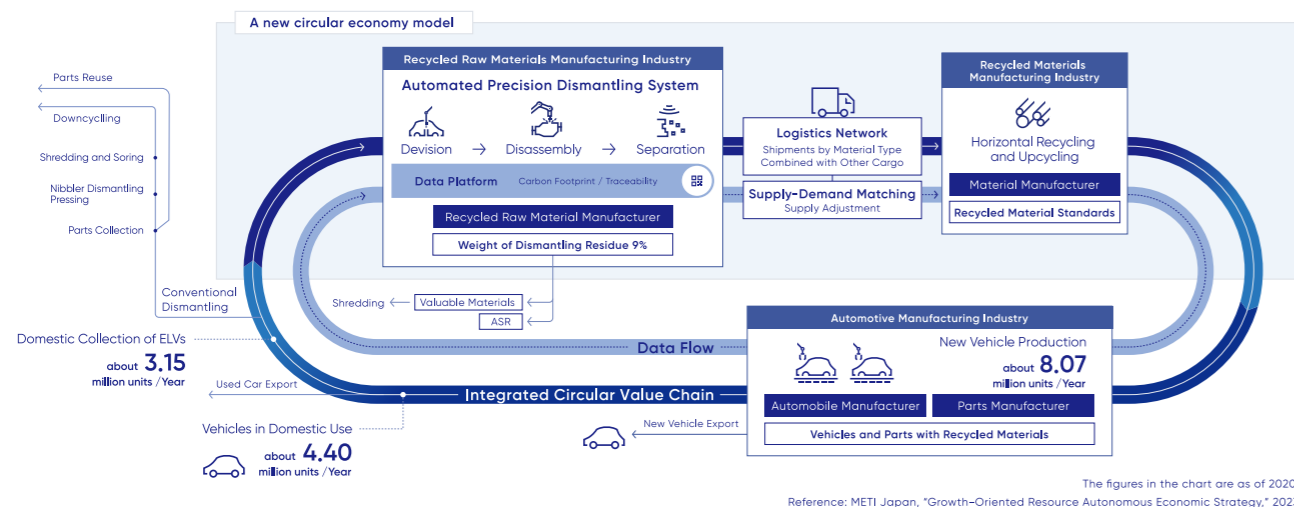 A new circular economy model
Parts Reuse
Downcyclling
Shredding and Soring
Nibbler Dismantling
Pressing
Parts Collection
Conventional
Dismantling
Recycled Raw Materials Manufacturing Industry
Automated Precision Dismantling System
Devision → Disassembly → Separation
Data Platform Carbon Footprint / Traceability
Recycled Raw Material Manufacturer
Weight of Dismantling Residue 9%
Shredding
Valuable Materials
ASR
Logistics Network
Shipments by Material Type
Combined with Other Cargo
Supply-Demand Matching
Supply Adjustment
Recycled Materials
Manufacturing Industry
Horizontal Recycling
and Upcycling
Material Manufacturer
Recycled Material Standards
Domestic Collection of ELVs
about 3.15
million units /Year
Used Car Export
Vehicles in Domestic Use
about 4.40
million units /Year
Data Flow
Integrated Circular Value Chain
Automotive Manufacturing Industry
New Vehicle Production
about 8.07
million units /Year
Automobile Manufacturer
Parts Manufacturer
Vehicles and Parts with Recycled Materials
New Vehicle Export
The figures in the chart are as of 2020
Reference: METI Japan, "Growth-Oriented Resource Autonomous Economic Strategy,"